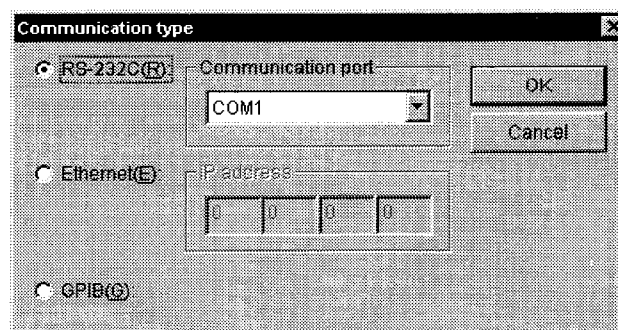 Communication type
RS-232C(R)
Communication port
COM1
OK
Cancel
Ethernet(E)
IP address
0 0 0 0
GPIB(G)